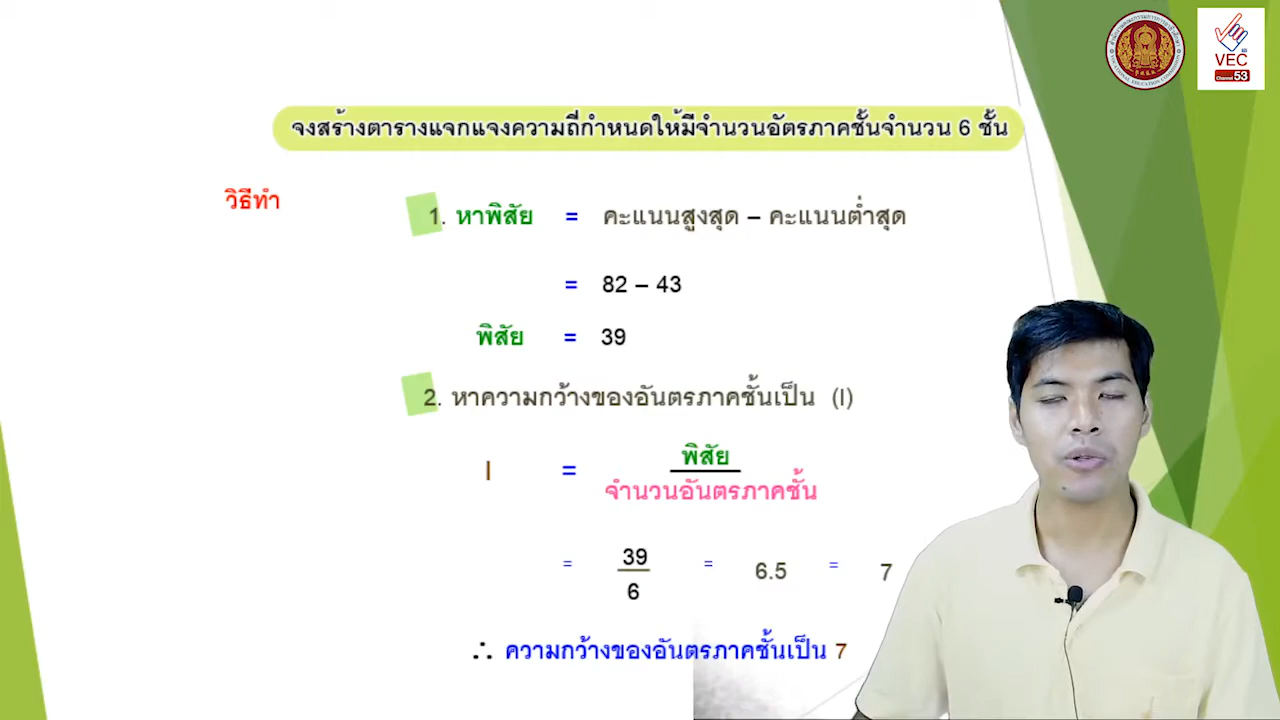 VEC
Channel 53
จงสร้างตารางแจกแจงความถี่กำหนดให้มีจำนวนอัตรภาคชั้นจำนวน 6 ชั้น
วิธีทำ
1. หาพิสัย = คะแนนสูงสุด – คะแนนต่ำสุด
= 82 – 43
พิสัย = 39
2. หาความกว้างของอันตรภาคชั้นเป็น (I)
พิสัย
I =
จำนวนอันตรภาคชั้น
39
= = 6.5 = 7
6
∴ ความกว้างของอันตรภาคชั้นเป็น 7